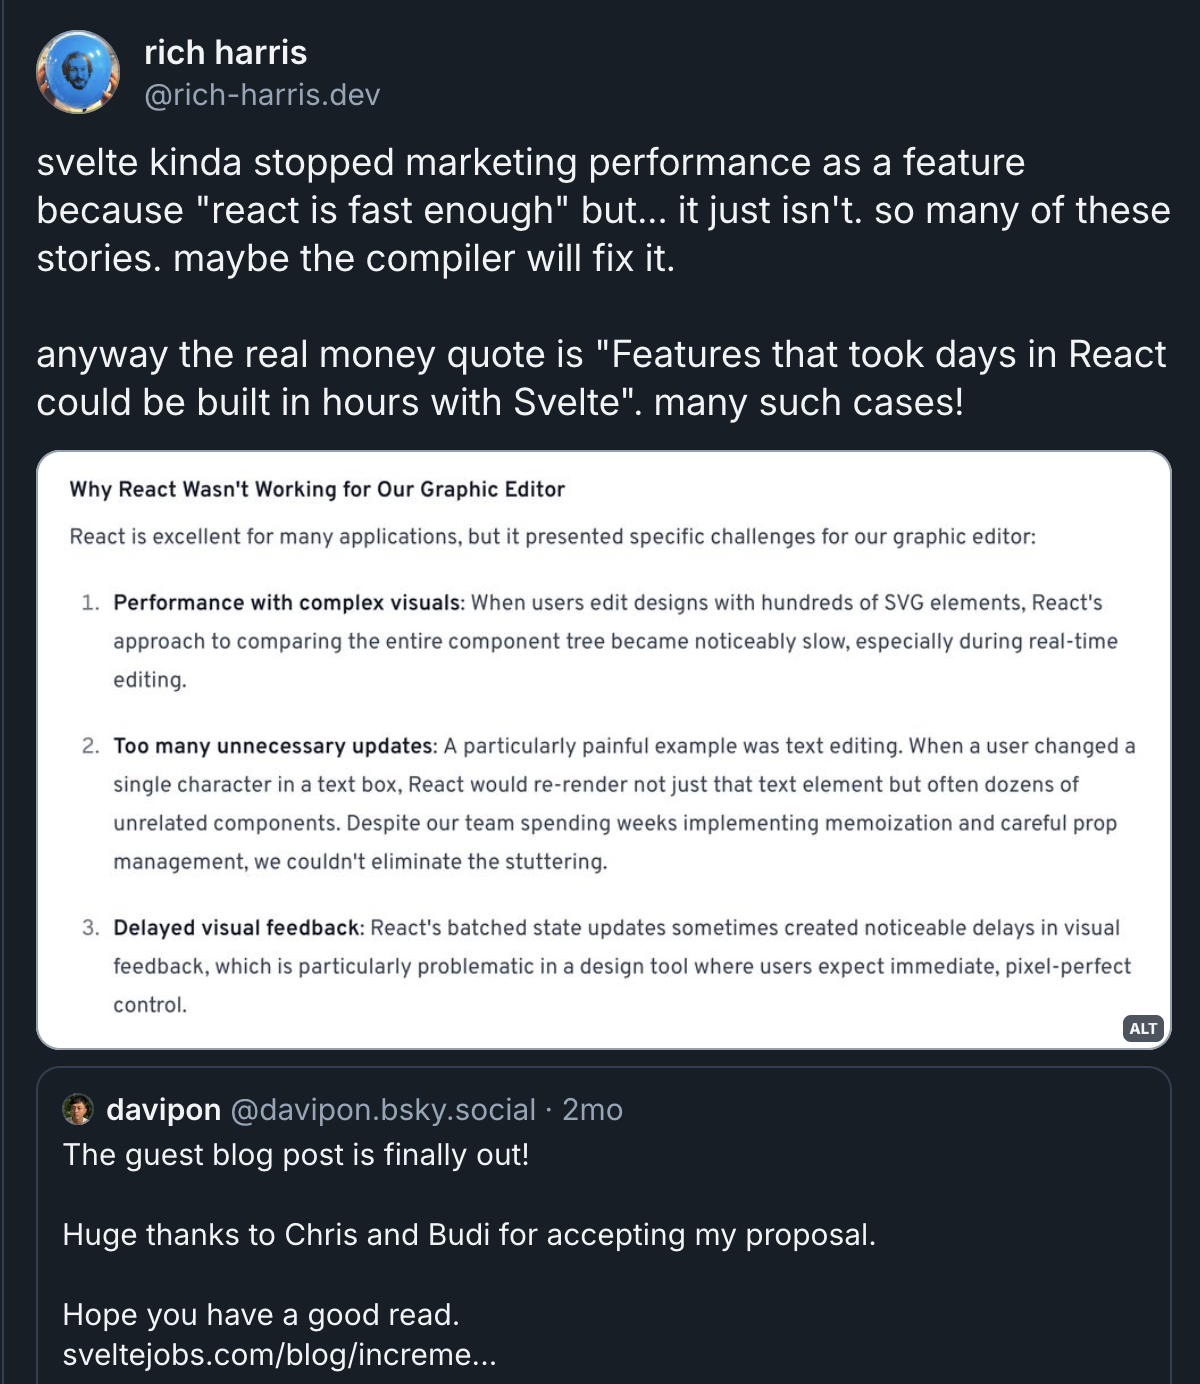 rich harris
@rich-harris.dev
svelte kinda stopped marketing performance as a feature
because "react is fast enough" but... it just isn't. so many of these
stories. maybe the compiler will fix it.
anyway the real money quote is "Features that took days in React
could be built in hours with Svelte". many such cases!
Why React Wasn't Working for Our Graphic Editor
React is excellent for many applications, but it presented specific challenges for our graphic editor:
1. Performance with complex visuals: When users edit designs with hundreds of SVG elements, React's
approach to comparing the entire component tree became noticeably slow, especially during real-time
editing.
2. Too many unnecessary updates: A particularly painful example was text editing. When a user changed a
single character in a text box, React would re-render not just that text element but often dozens of
unrelated components. Despite our team spending weeks implementing memoization and careful prop
management, we couldn't eliminate the stuttering.
3. Delayed visual feedback: React's batched state updates sometimes created noticeable delays in visual
feedback, which is particularly problematic in a design tool where users expect immediate, pixel-perfect
control.
ALT
davipon @davipon.bsky.social · 2mo
The guest blog post is finally out!
Huge thanks to Chris and Budi for accepting my proposal.
Hope you have a good read.
sveltejobs.com/blog/increme...